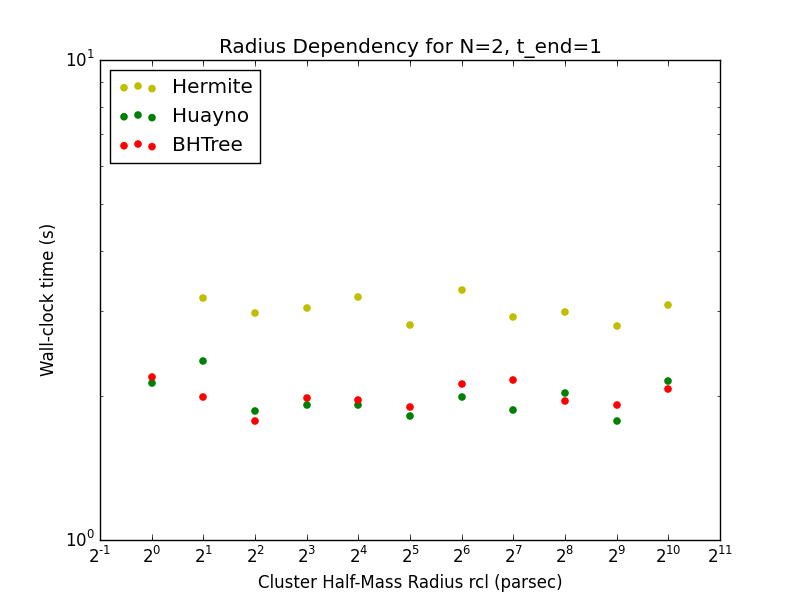 Radius Dependency for N=2, t_end=1
10^1
Hermite
Huayno
BHTree
Wall-clock time (s)
10^0
2^-1 2^0 2^1 2^2 2^3 2^4 2^5 2^6 2^7 2^8 2^9 2^10 2^11
Cluster Half-Mass Radius rcl (parsec)